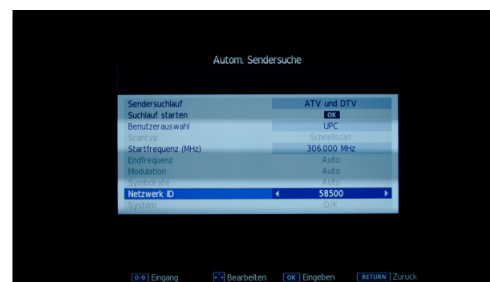 Autom. Sendersuche
Sendersuchlauf ATV und DTV
Suchlauf starten OK
Benutzerauswahl UPC
Scantyp Schnellscan
Startfrequenz (MHz) 306.000 MHz
Endfrequenz Auto
Modulation Auto
Symbolrate Auto
Netzwerk ID 58500
System D/K
0-9 Eingang Bearbeiten OK Eingeben RETURN Zurück